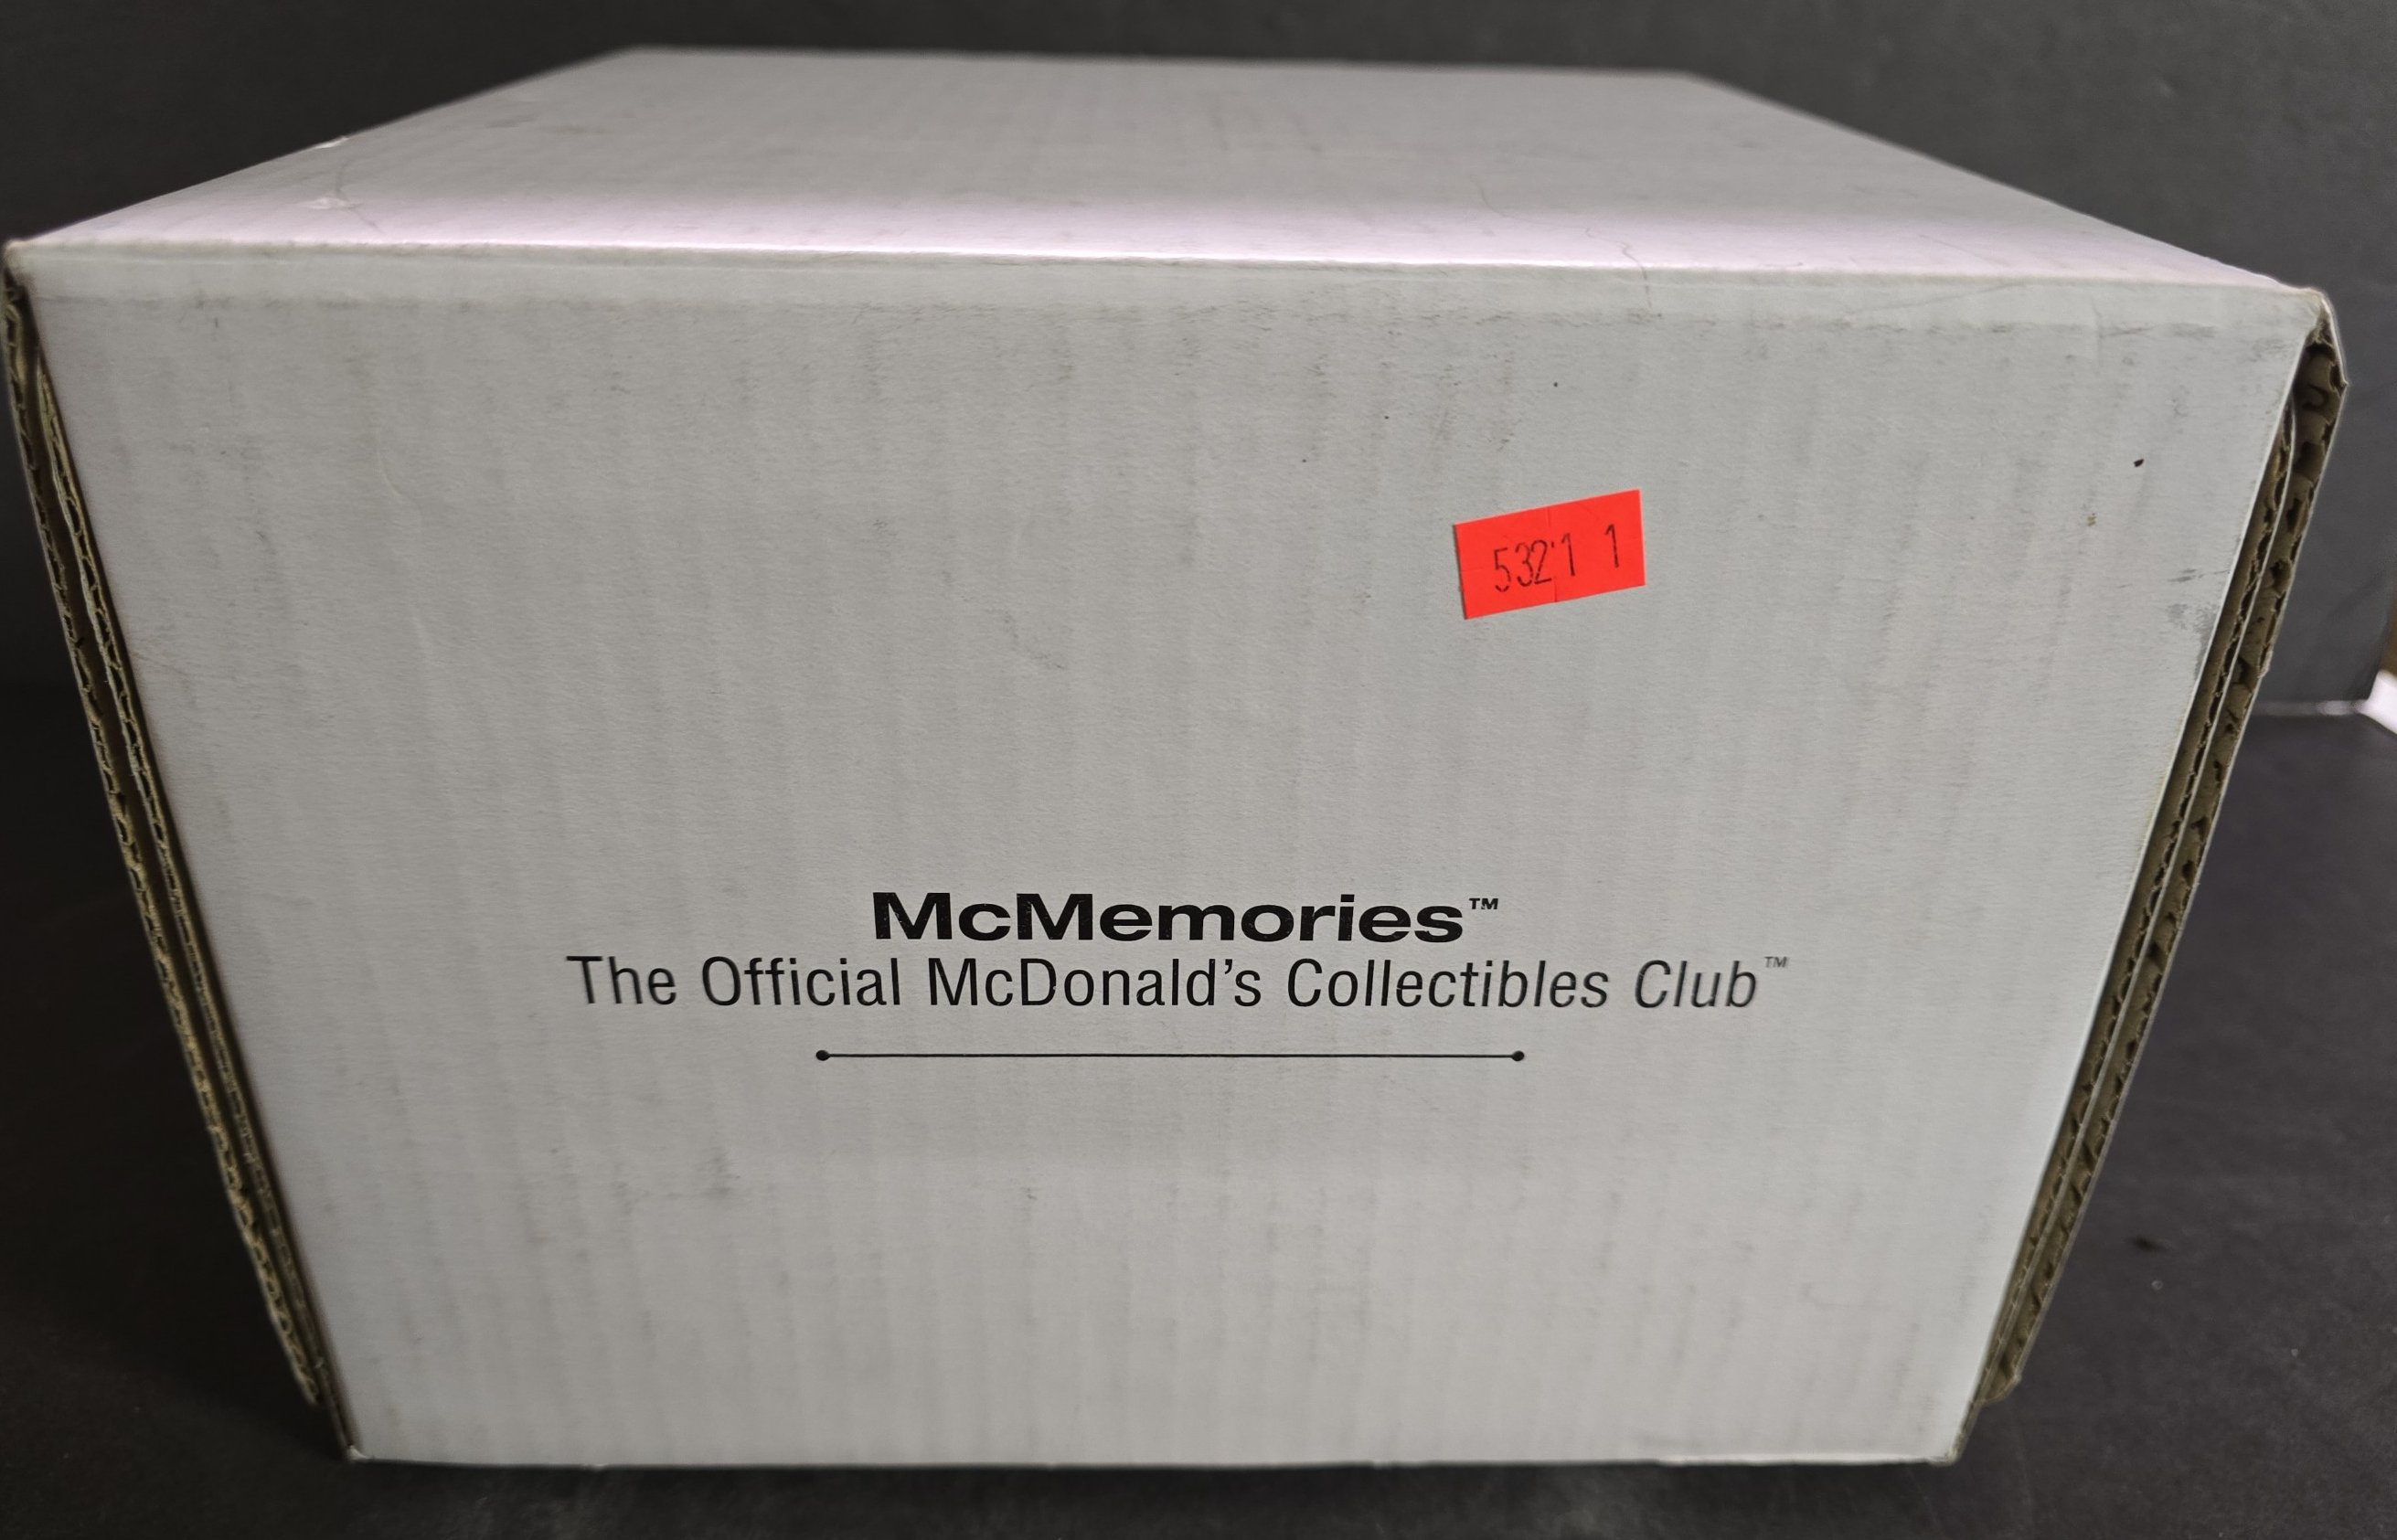 5321 1
McMemories™
The Official McDonald's Collectibles Club™